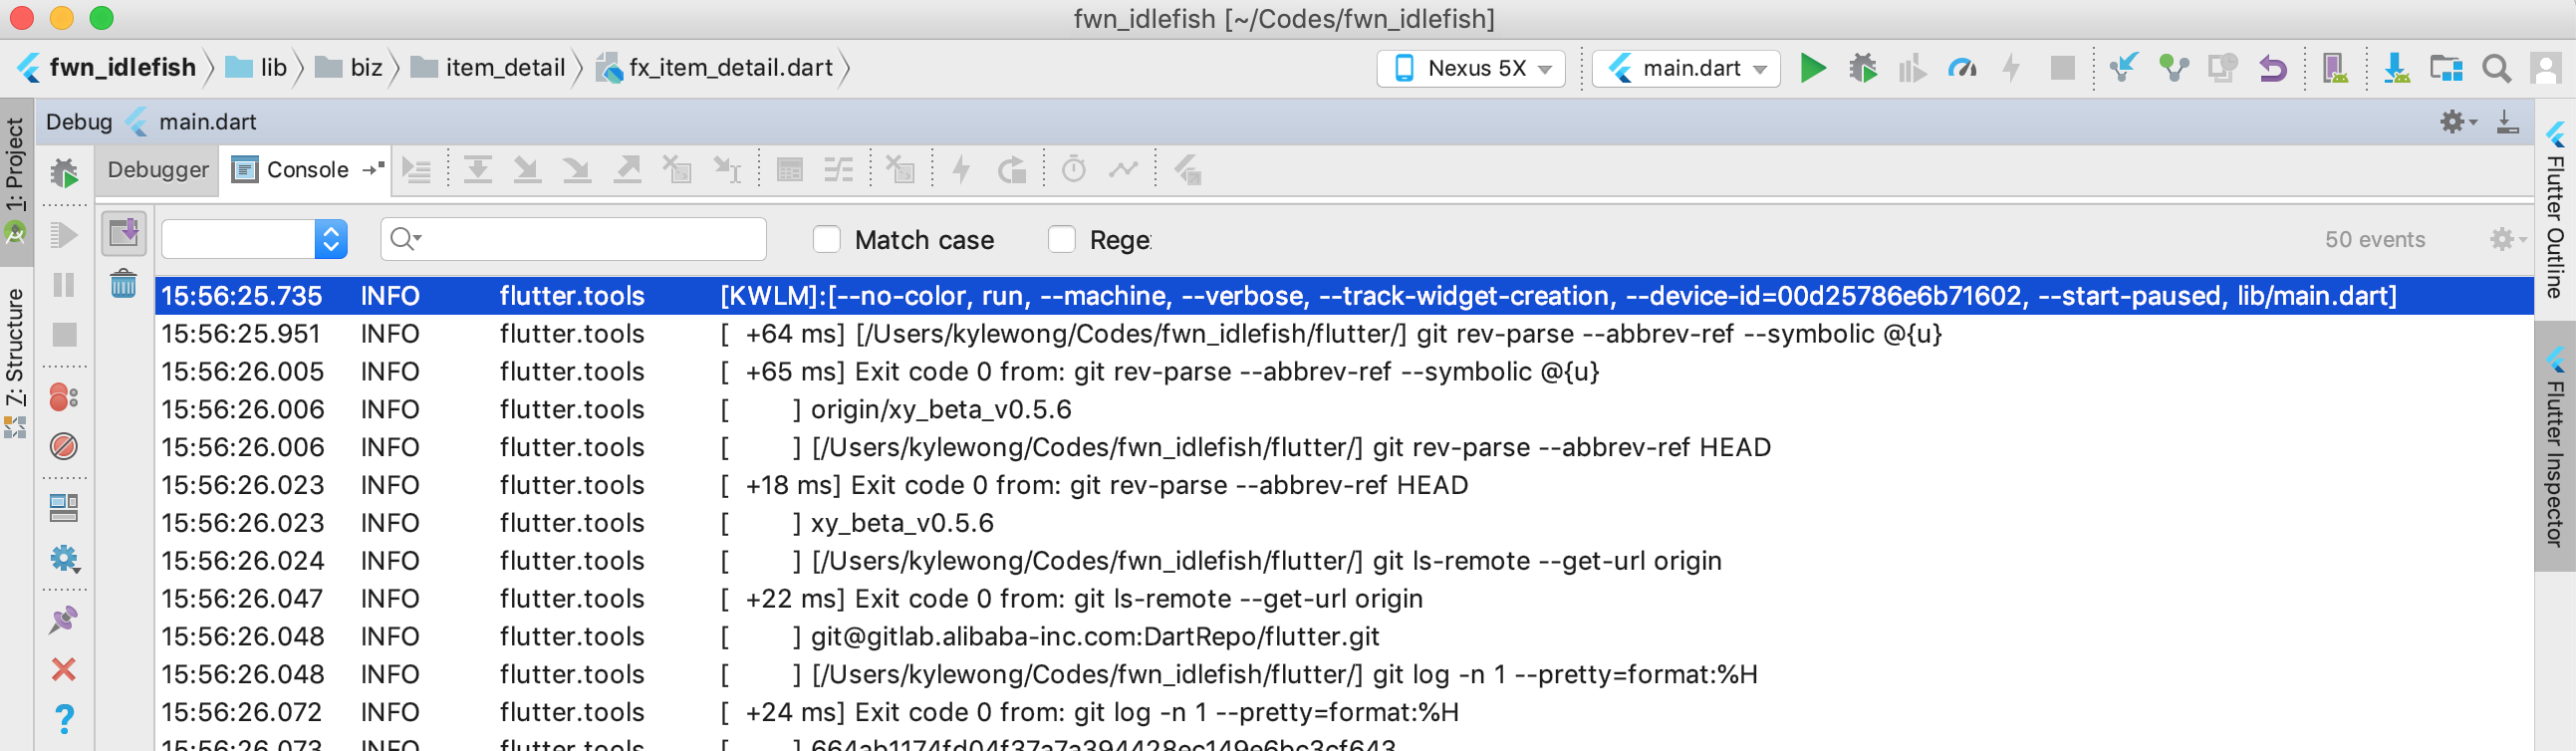 fwn_idlefish [~/Codes/fwn_idlefish]
fwn_idlefish lib biz item_detail fx_item_detail.dart Nexus 5X main.dart
Debug main.dart
Debugger Console
Match case Rege 50 events
15:56:25.735 INFO flutter.tools [KWLM]:[--no-color, run, --machine, --verbose, --track-widget-creation, --device-id=00d25786e6b71602, --start-paused, lib/main.dart]
15:56:25.951 INFO flutter.tools [ +64 ms] [/Users/kylewong/Codes/fwn_idlefish/flutter/] git rev-parse --abbrev-ref --symbolic @{u}
15:56:26.005 INFO flutter.tools [ +65 ms] Exit code 0 from: git rev-parse --abbrev-ref --symbolic @{u}
15:56:26.006 INFO flutter.tools [ ] origin/xy_beta_v0.5.6
15:56:26.006 INFO flutter.tools [ ] [/Users/kylewong/Codes/fwn_idlefish/flutter/] git rev-parse --abbrev-ref HEAD
15:56:26.023 INFO flutter.tools [ +18 ms] Exit code 0 from: git rev-parse --abbrev-ref HEAD
15:56:26.023 INFO flutter.tools [ ] xy_beta_v0.5.6
15:56:26.024 INFO flutter.tools [ ] [/Users/kylewong/Codes/fwn_idlefish/flutter/] git ls-remote --get-url origin
15:56:26.047 INFO flutter.tools [ +22 ms] Exit code 0 from: git ls-remote --get-url origin
15:56:26.048 INFO flutter.tools [ ] git@gitlab.alibaba-inc.com:DartRepo/flutter.git
15:56:26.048 INFO flutter.tools [ ] [/Users/kylewong/Codes/fwn_idlefish/flutter/] git log -n 1 --pretty=format:%H
15:56:26.072 INFO flutter.tools [ +24 ms] Exit code 0 from: git log -n 1 --pretty=format:%H
15:56:26.073 INFO flutter.tools [ ]
1: Project
7: Structure
Flutter Outline
Flutter Inspector